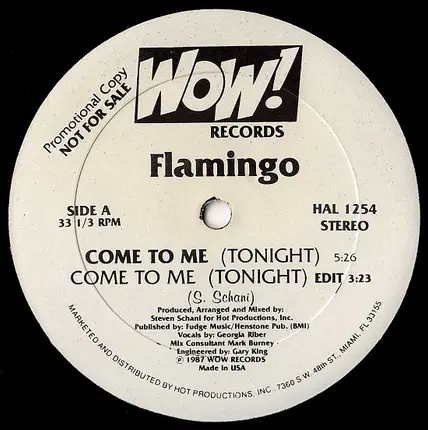 Promotional Copy
NOT FOR SALE
WOW!
RECORDS
Flamingo
SIDE A
33 1/3 RPM
HAL 1254
STEREO
COME TO ME (TONIGHT) 5:26
COME TO ME (TONIGHT) EDIT 3:23
(S. Schani)
Produced, Arranged and Mixed by:
Steven Schani for Hot Productions, Inc.
Published by: Fudge Music/Henstone Pub. (BMI)
Vocals by: Georgia Riber
Mix Consultant Mark Burney
Engineered by: Gary King
℗ 1987 WOW RECORDS
Made in USA
MARKETED AND DISTRIBUTED BY HOT PRODUCTIONS, INC. 7360 S.W. 48th ST., MIAMI, FL 33155